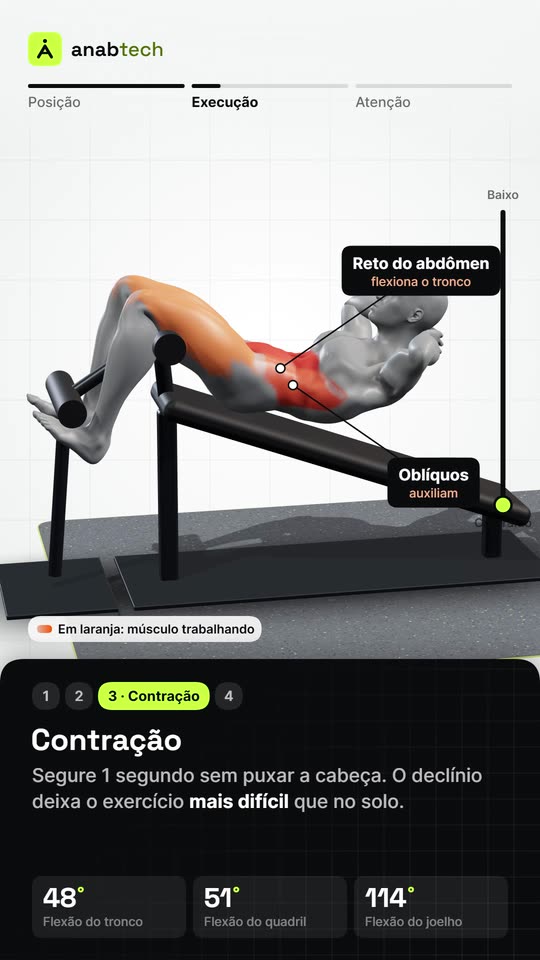 anabtech
Posição
Execução
Atenção
Baixo
Reto do abdômen
flexiona o tronco
Oblíquos
auxiliam
Em laranja: músculo trabalhando
1
2
3 · Contração
4
Contração
Segure 1 segundo sem puxar a cabeça. O declínio
deixa o exercício mais difícil que no solo.
48°
51°
114°
Flexão do tronco
Flexão do quadril
Flexão do joelho